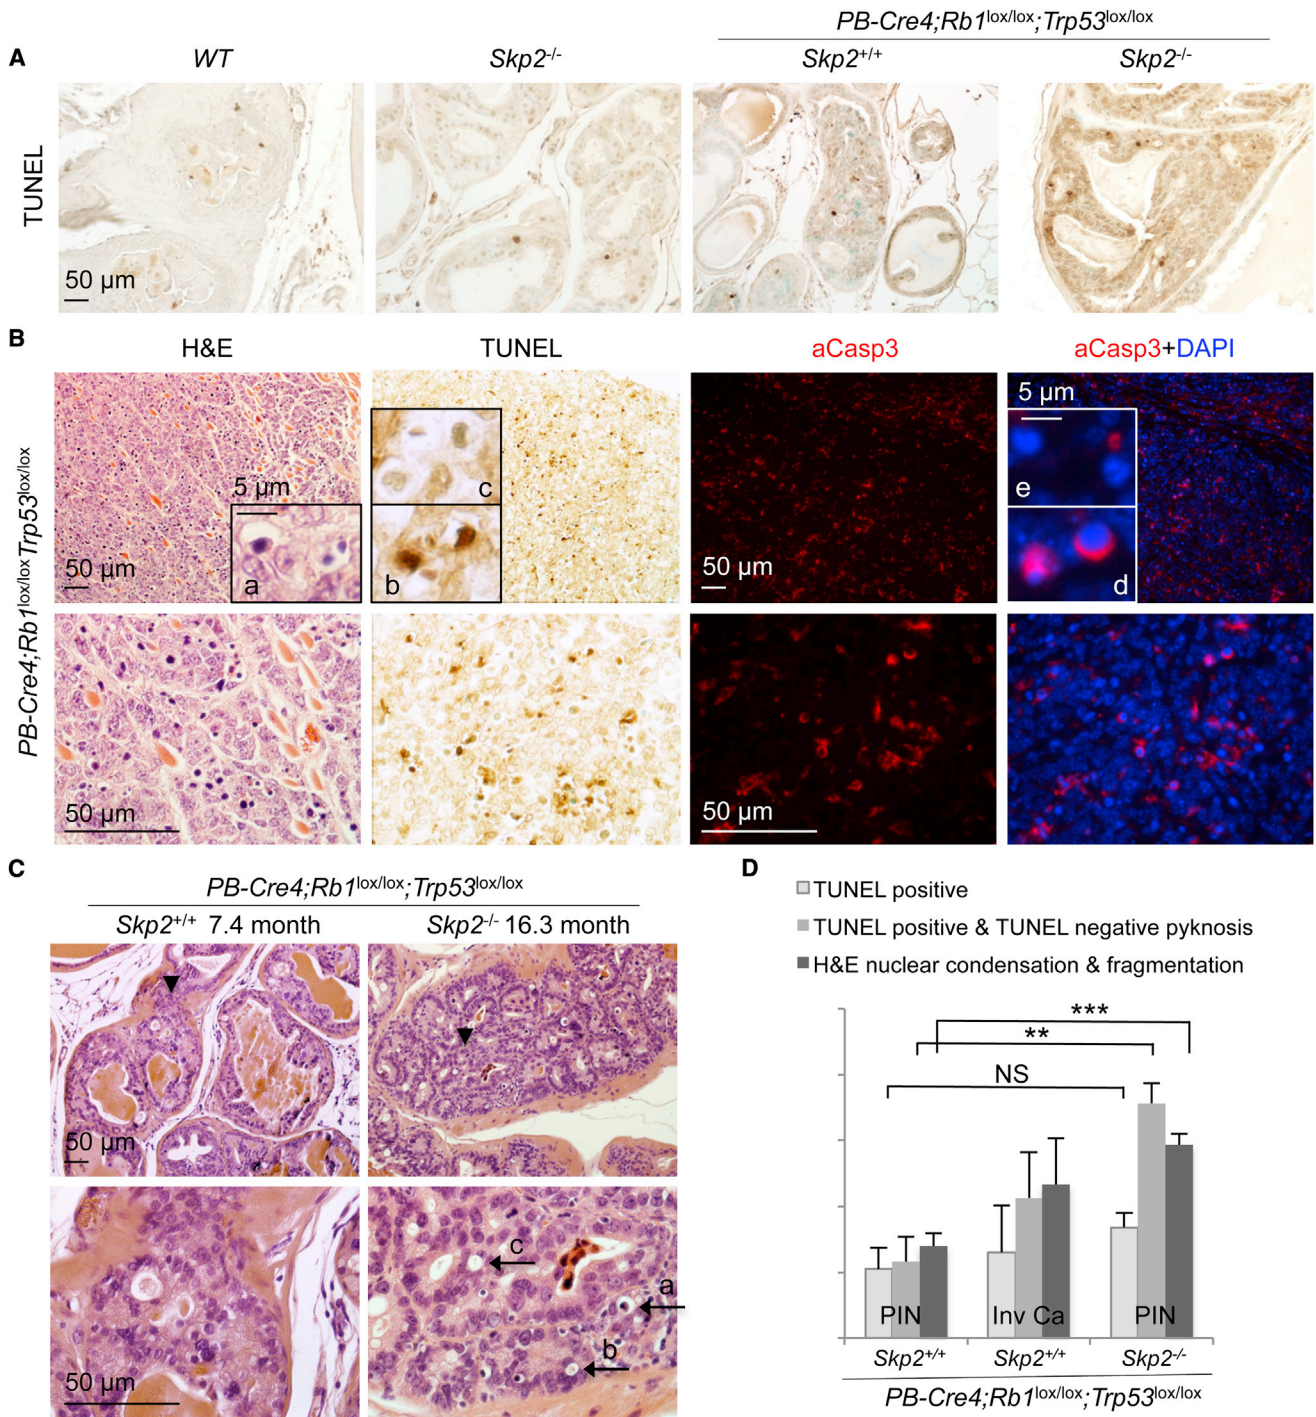 PB-Cre4;Rb1lox/lox;Trp53lox/lox
A WT Skp2-/- Skp2+/+ Skp2-/-
TUNEL
50 µm
B H&E TUNEL aCasp3 aCasp3+DAPI
PB-Cre4;Rb1lox/loxTrp53lox/lox
5 µm
5 µm
c
e
50 µm
a
b
50 µm
d
50 µm
50 µm
C
PB-Cre4;Rb1lox/lox;Trp53lox/lox
Skp2+/+ 7.4 month Skp2-/- 16.3 month
50 µm
c
a
b
50 µm
D
TUNEL positive
TUNEL positive & TUNEL negative pyknosis
H&E nuclear condensation & fragmentation
***
**
NS
PIN Inv Ca PIN
Skp2+/+ Skp2+/+ Skp2-/-
PB-Cre4;Rb1lox/lox;Trp53lox/lox